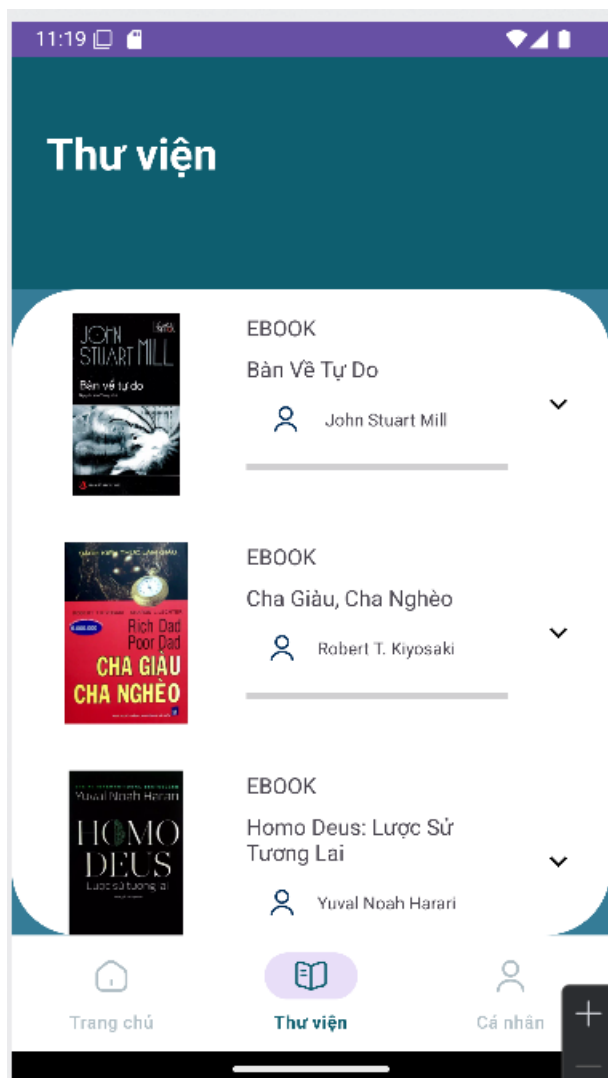 11:19
Thư viện
JOHN
STUART MILL
Bàn về tự do
EBOOK
Bàn Về Tự Do
John Stuart Mill
Rich Dad
Poor Dad
CHA GIÀU
CHA NGHÈO
EBOOK
Cha Giàu, Cha Nghèo
Robert T. Kiyosaki
Yuval Noah Harari
HOMO
DEUS
Lược sử tương lai
EBOOK
Homo Deus: Lược Sử
Tương Lai
Yuval Noah Harari
Trang chủ
Thư viện
Cá nhân